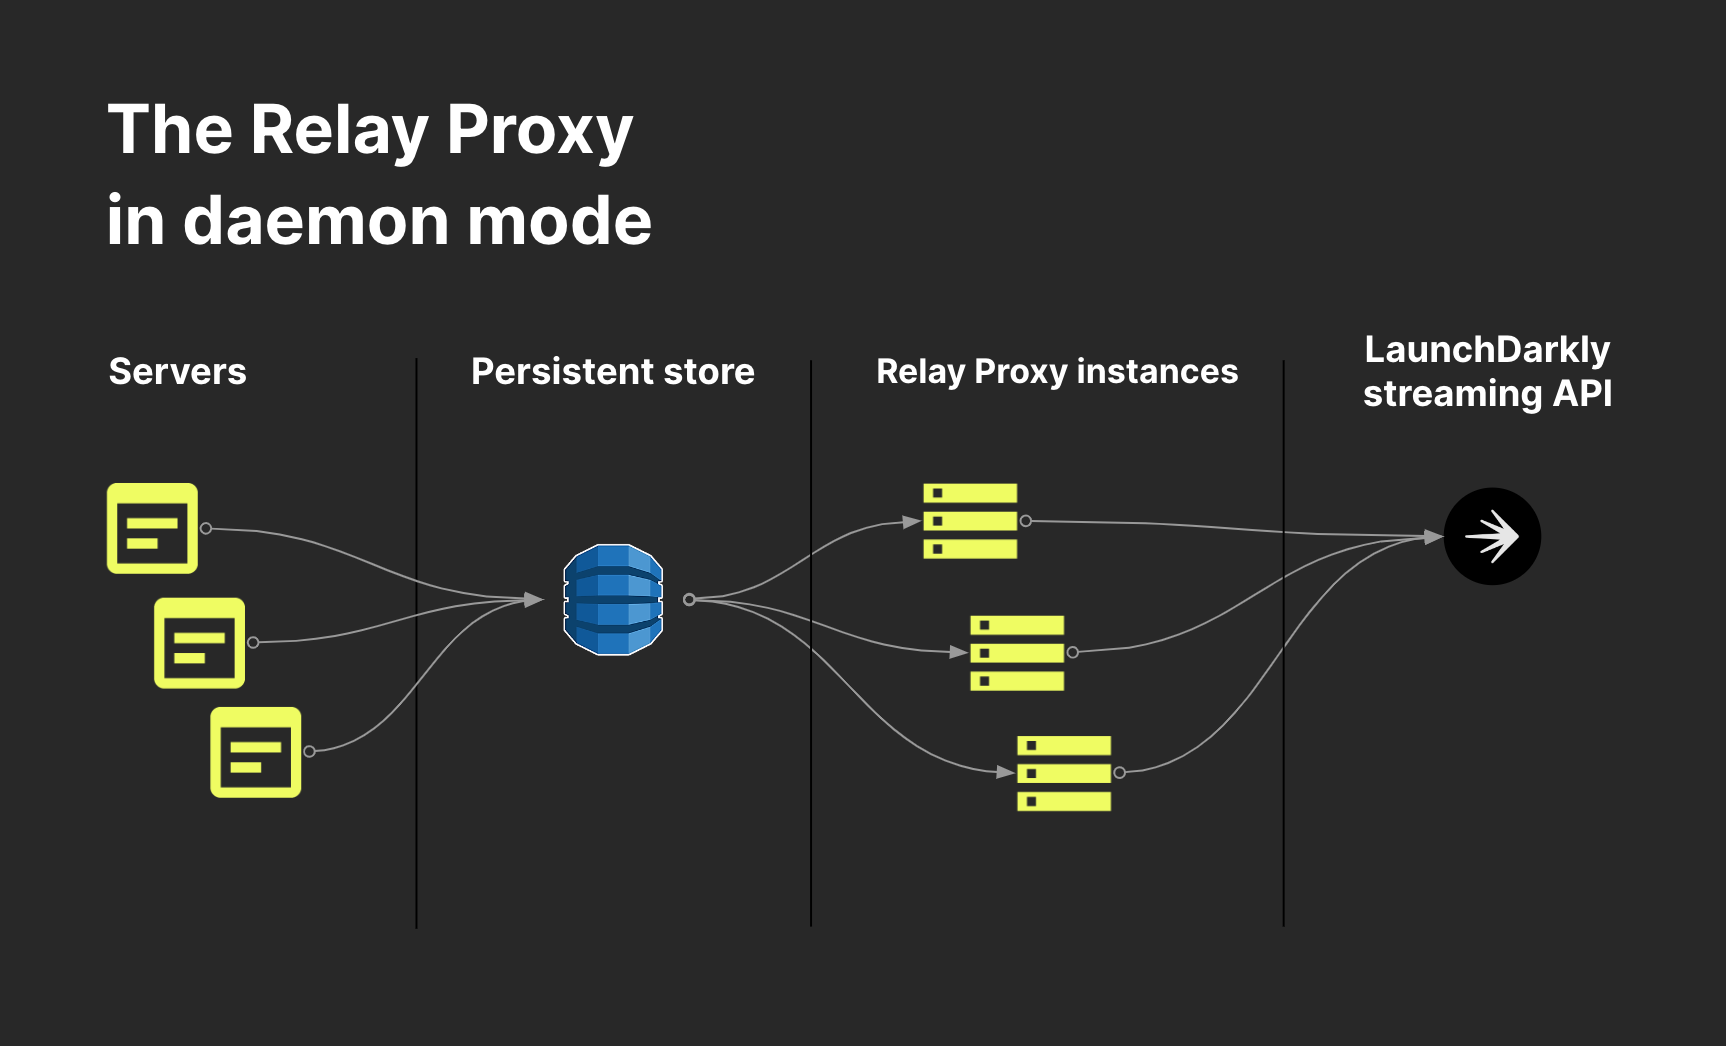 The Relay Proxy
in daemon mode
Servers
Persistent store
Relay Proxy instances
LaunchDarkly
streaming API